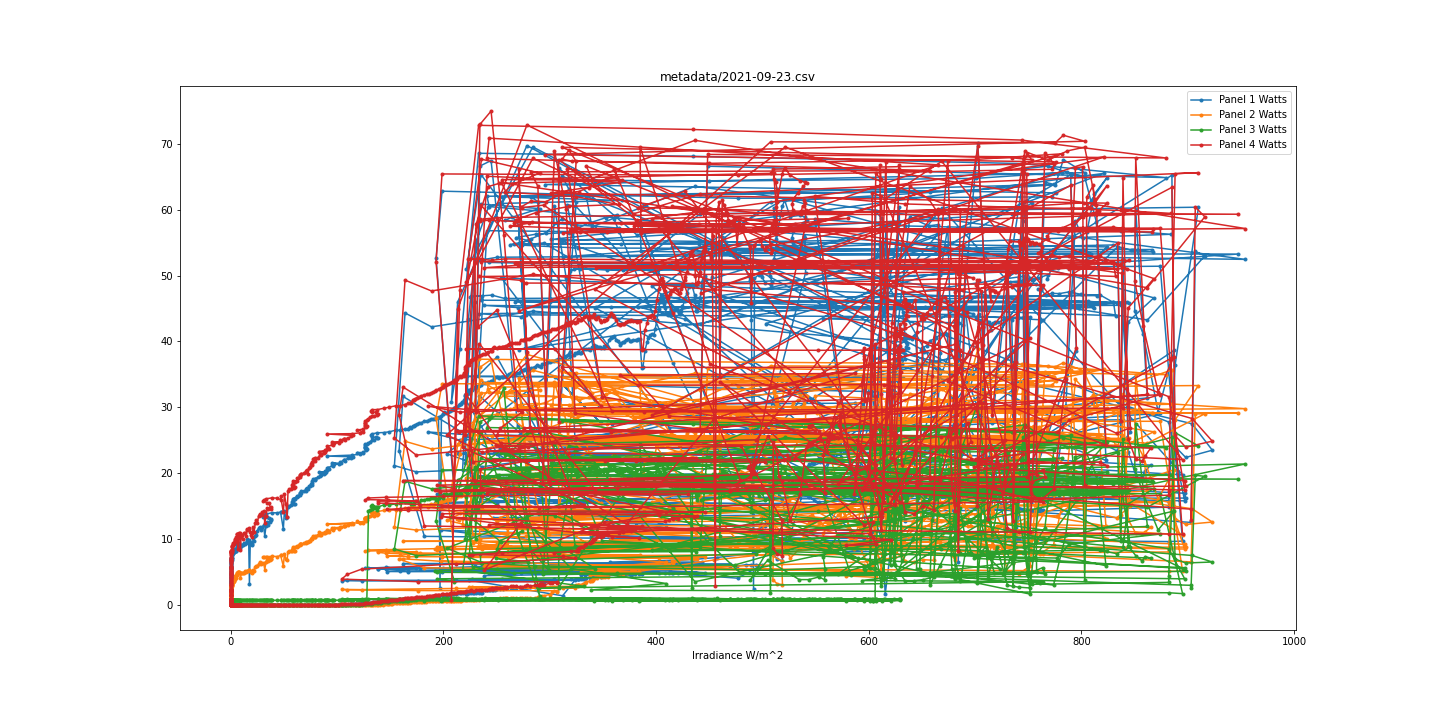 metadata/2021-09-23.csv
Panel 1 Watts
Panel 2 Watts
Panel 3 Watts
Panel 4 Watts
70
60
50
40
30
20
10
0
0 200 400 600 800 1000
Irradiance W/m^2